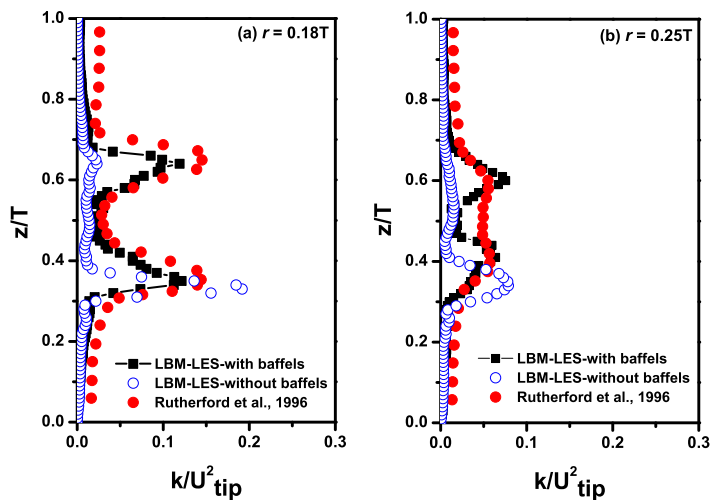 (a) r = 0.18T
1.0
0.8
0.6
0.4
0.2
0.0
z/T
LBM-LES-with baffels
LBM-LES-without baffels
Rutherford et al., 1996
0.0 0.1 0.2 0.3
k/U²tip
(b) r = 0.25T
1.0
0.8
0.6
0.4
0.2
0.0
z/T
LBM-LES-with baffels
LBM-LES-without baffels
Rutherford et al., 1996
0.0 0.1 0.2 0.3
k/U²tip